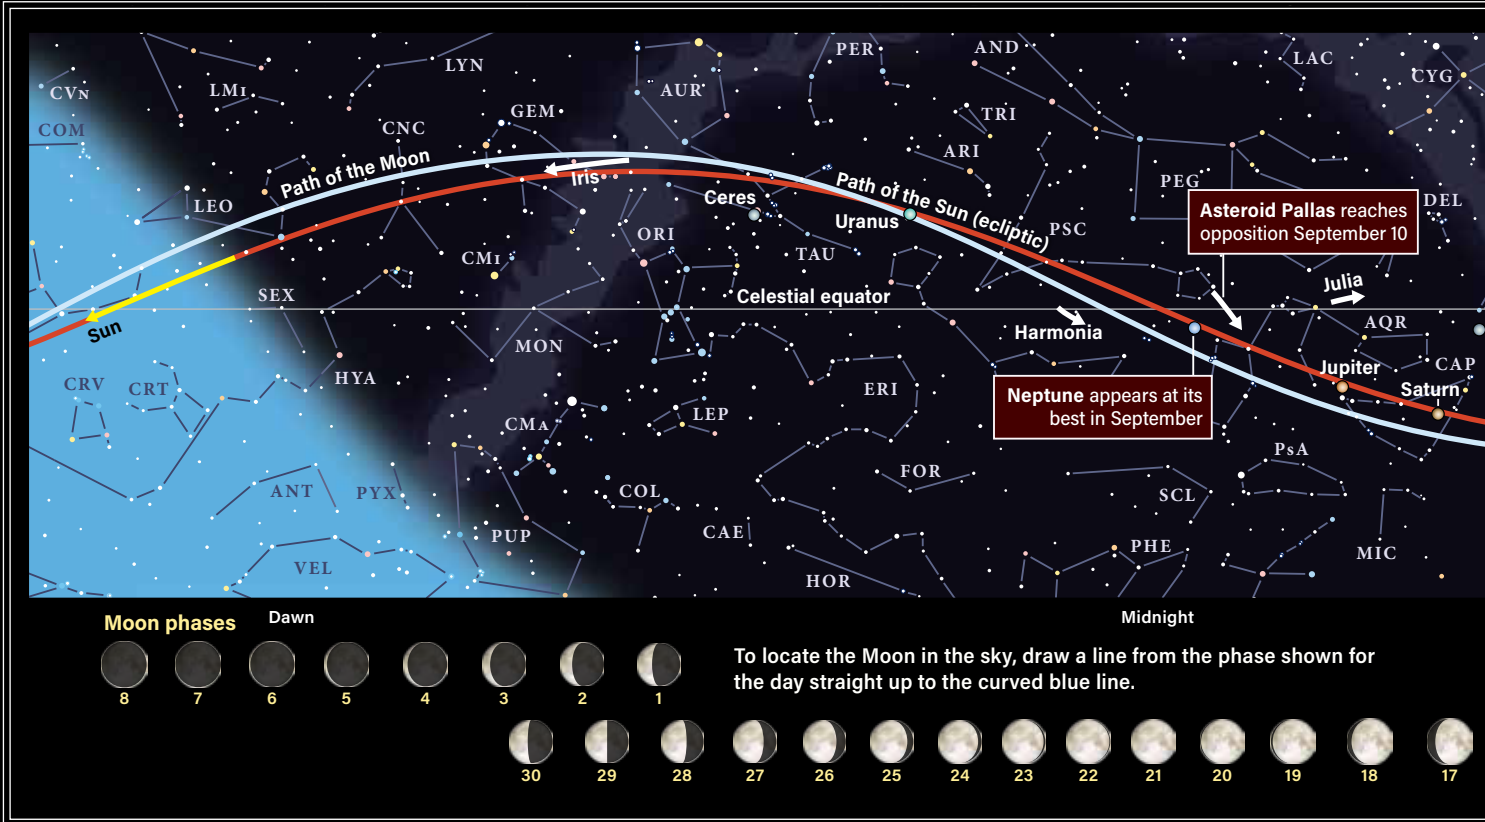 PER
AND
LAC
LYN
CYG
CVn
LMi
AUR
GEM
TRI
COM
CNC
ARI
Path of the Moon
Iris
PEG
LEO
Ceres
Path of the Sun (ecliptic)
Asteroid Pallas reaches
opposition September 10
DEL
Uranus
PSC
ORI
TAU
CMi
Julia
SEX
Celestial equator
Sun
Harmonia
AQR
MON
Jupiter
CAP
HYA
CRV
CRT
ERI
Saturn
Neptune appears at its
best in September
LEP
CMa
PsA
FOR
ANT
PYX
COL
SCL
PUP
CAE
PHE
MIC
VEL
HOR
Dawn
Midnight
Moon phases
8 7 6 5 4 3 2 1
To locate the Moon in the sky, draw a line from the phase shown for
the day straight up to the curved blue line.
30 29 28 27 26 25 24 23 22 21 20 19 18 17